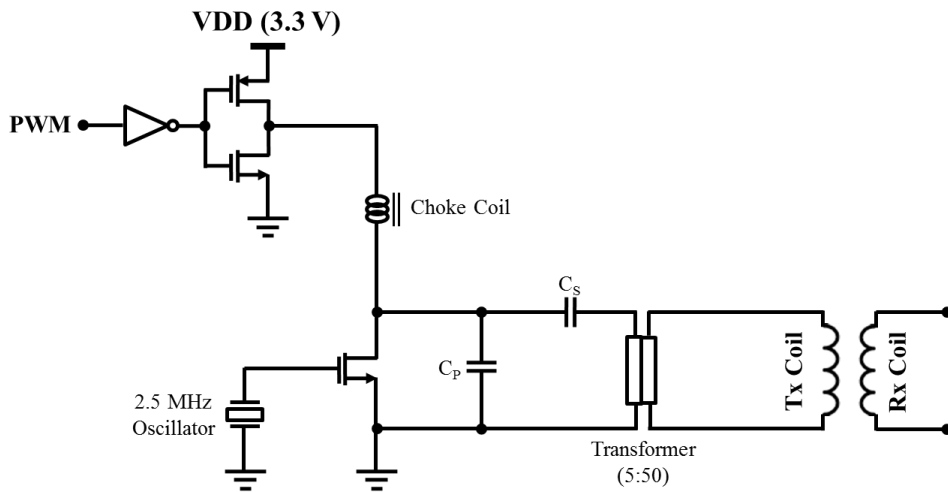 VDD (3.3 V)
PWM
Choke Coil
C_S
C_P
2.5 MHz
Oscillator
Transformer
(5:50)
Tx Coil
Rx Coil